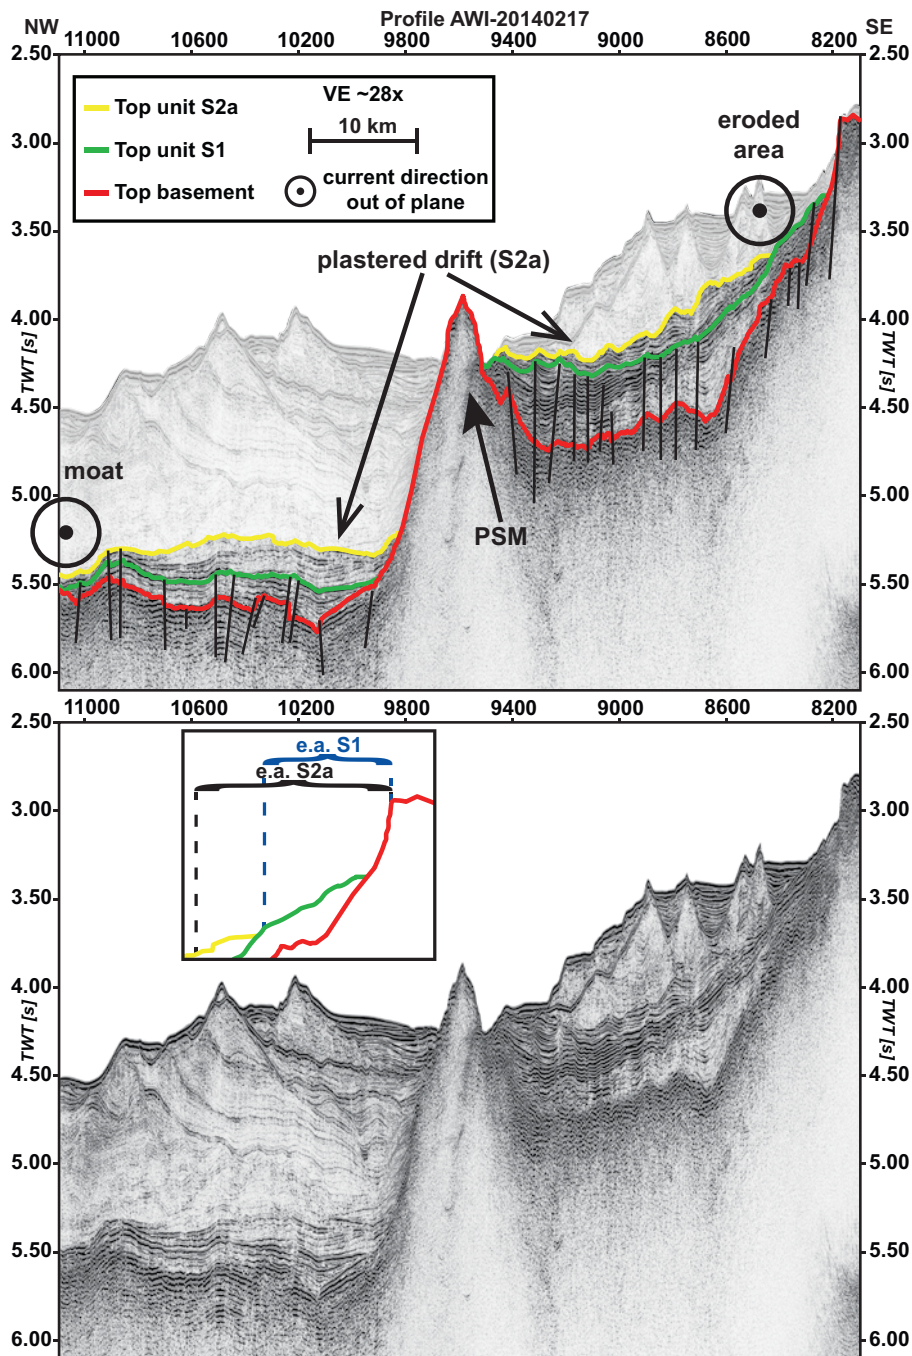 Profile AWI-20140217
NW
SE
11000 10600 10200 9800 9400 9000 8600 8200
2.50
3.00
3.50
4.00
4.50
5.00
5.50
6.00
TWT [s]
Top unit S2a
Top unit S1
Top basement
VE ~28x
10 km
current direction
out of plane
eroded
area
plastered drift (S2a)
moat
PSM
2.50
3.00
3.50
4.00
4.50
5.00
5.50
6.00
TWT [s]
11000 10600 10200 9800 9400 9000 8600 8200
2.50
3.00
3.50
4.00
4.50
5.00
5.50
6.00
TWT [s]
e.a. S1
e.a. S2a
2.50
3.00
3.50
4.00
4.50
5.00
5.50
6.00
TWT [s]